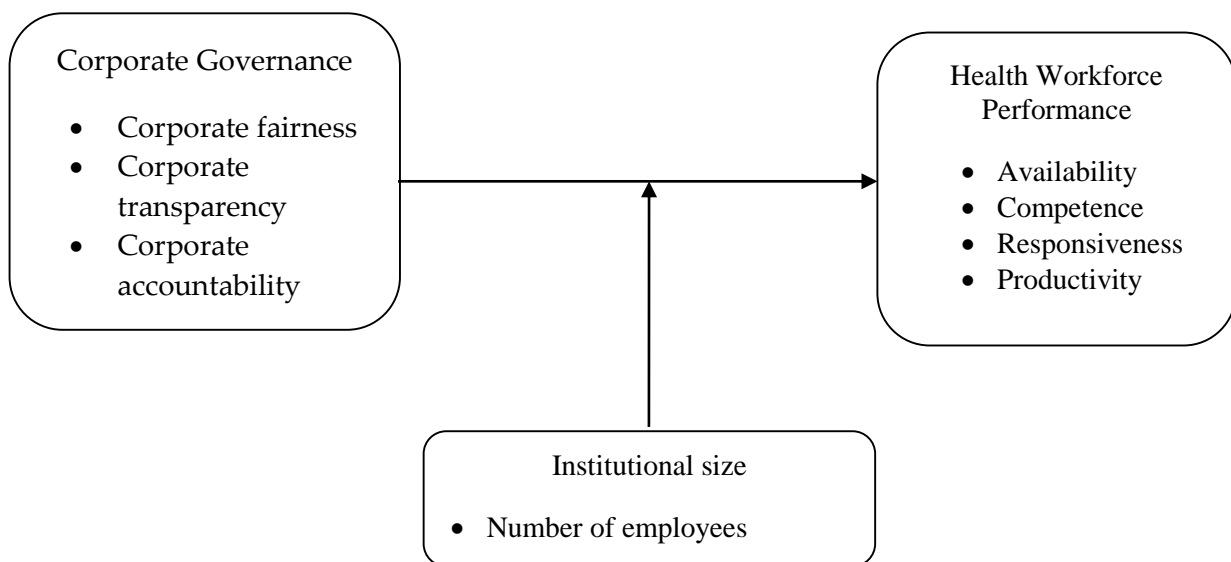 Corporate Governance
• Corporate fairness
• Corporate
transparency
• Corporate
accountability
Health Workforce
Performance
• Availability
• Competence
• Responsiveness
• Productivity
Institutional size
• Number of employees